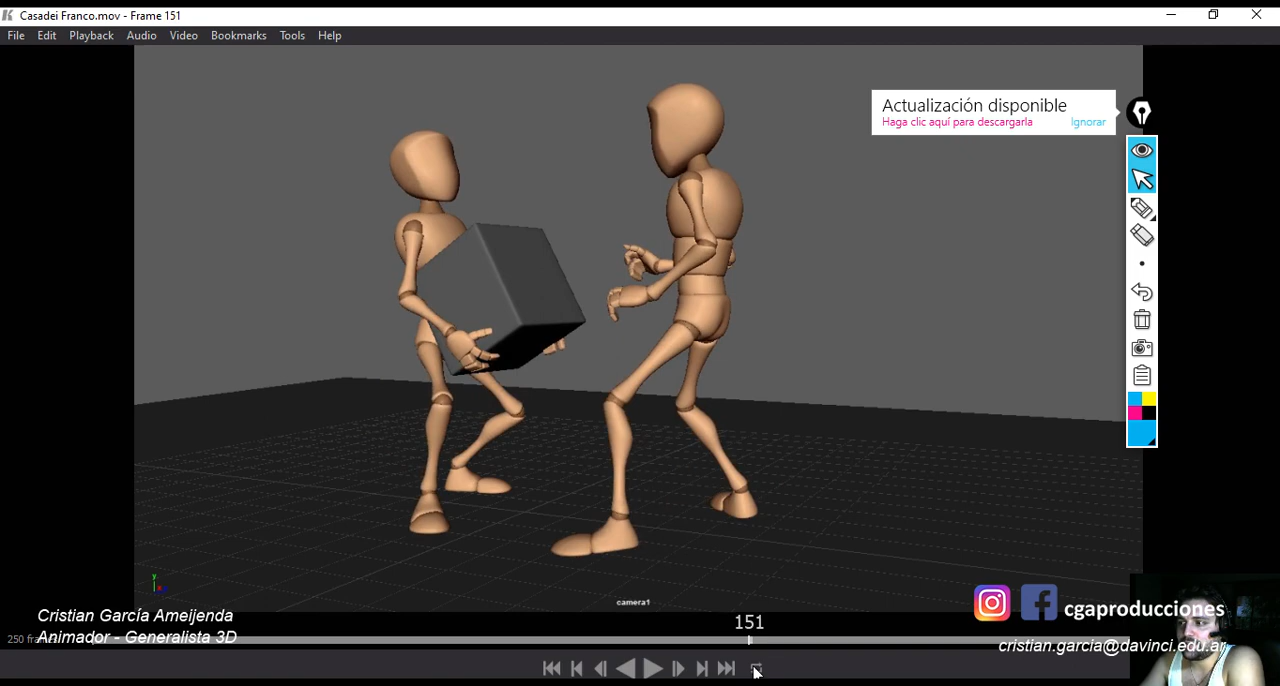 Casadei Franco.mov - Frame 151
File Edit Playback Audio Video Bookmarks Tools Help
Actualización disponible
Haga clic aquí para descargarla Ignorar
camera1
Cristian García Ameijenda
Animador - Generalista 3D
250
151
cgaproducciones
cristian.garcia@davinci.edu.ar